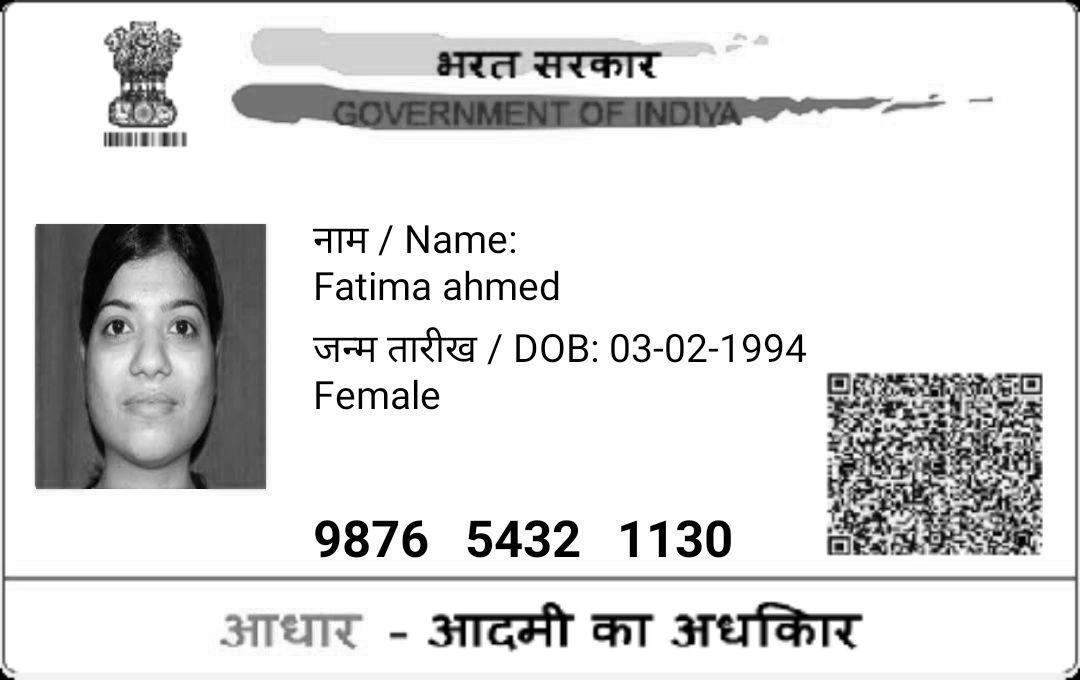 भरत सरकार
GOVERNMENT OF INDIYA
नाम / Name:
Fatima ahmed
जन्म तारीख / DOB: 03-02-1994
Female
9876 5432 1130
आधार - आदमी का अधकिार